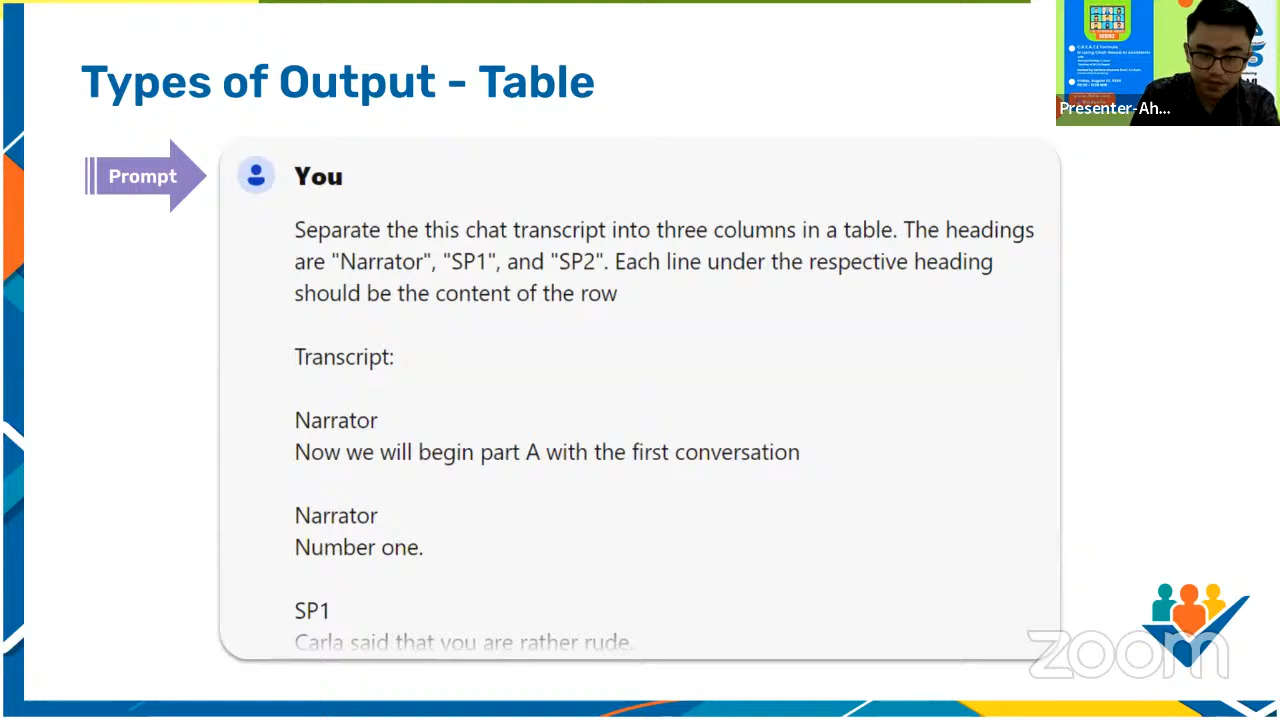 Types of Output - Table
Prompt
You
Separate the this chat transcript into three columns in a table. The headings
are "Narrator", "SP1", and "SP2". Each line under the respective heading
should be the content of the row
Transcript:
Narrator
Now we will begin part A with the first conversation
Narrator
Number one.
SP1
Carla said that you are rather rude.
Presenter-Ah...
zoom